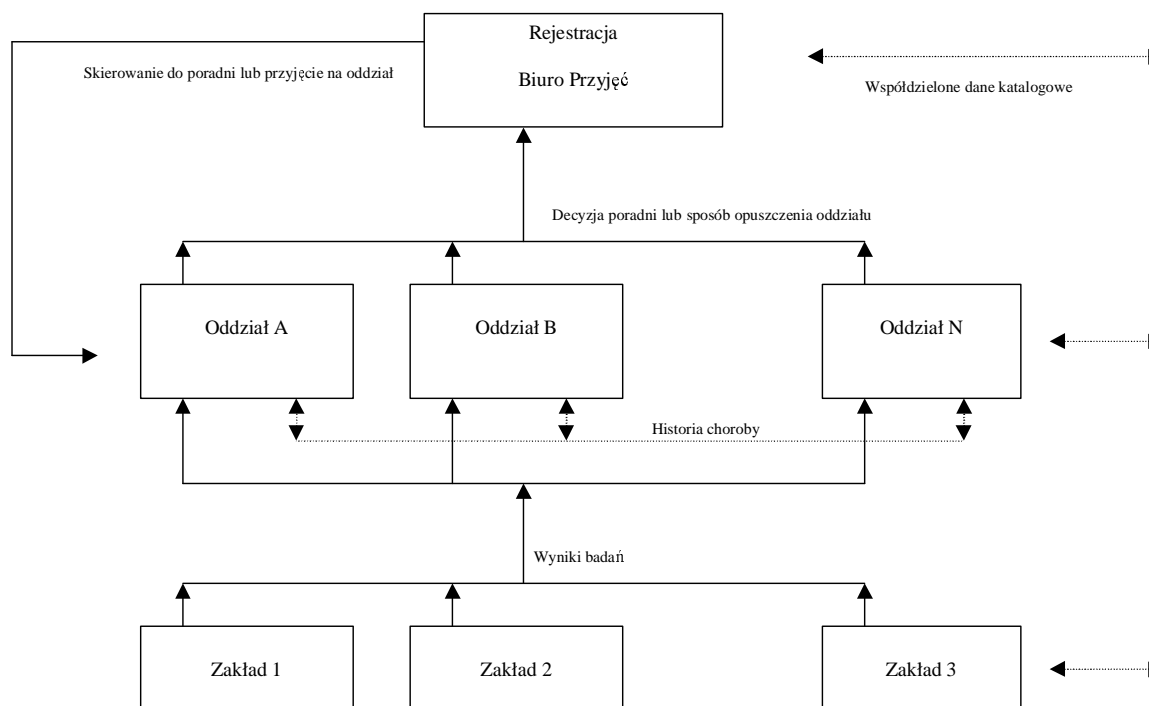 Rejestracja
Biuro Przyjęć
Skierowanie do poradni lub przyjęcie na oddział
Współdzielone dane katalogowe
Decyzja poradni lub sposób opuszczenia oddziału
Oddział A
Oddział B
Oddział N
Historia choroby
Wyniki badań
Zakład 1
Zakład 2
Zakład 3